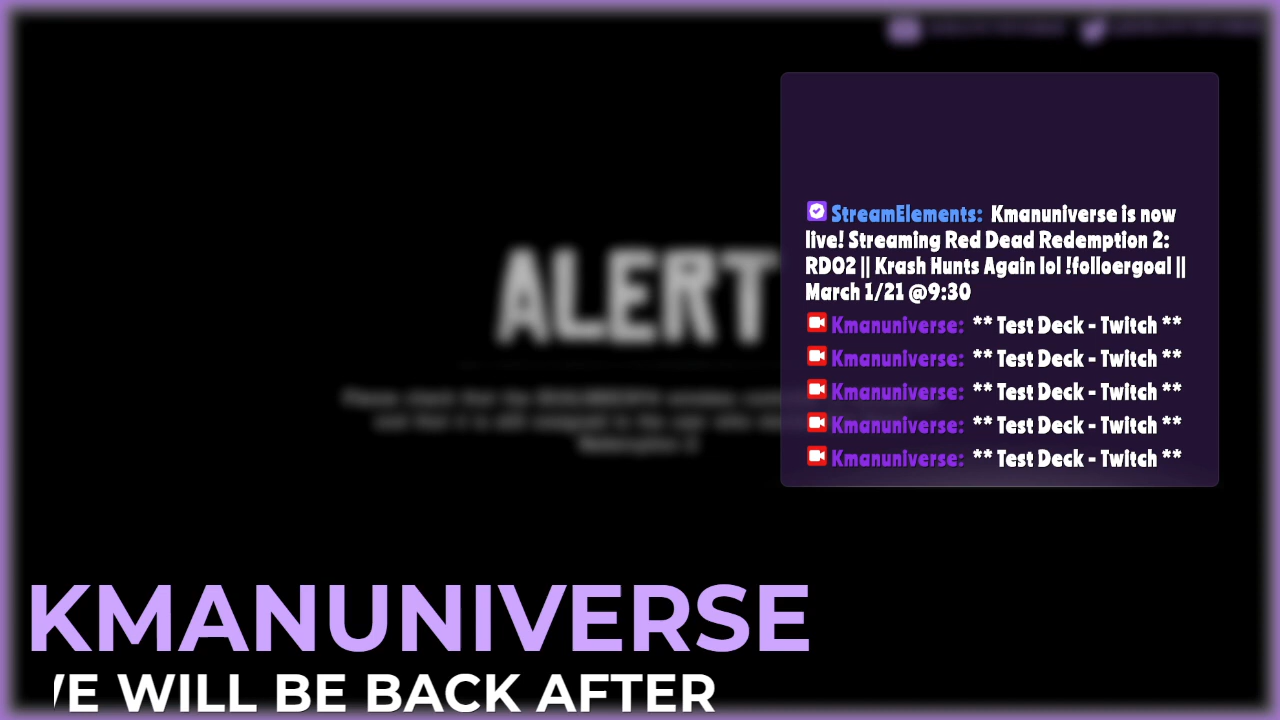 ALERT
StreamElements: Kmanuniverse is now
live! Streaming Red Dead Redemption 2:
RDO2 || Krash Hunts Again lol !folloergoal ||
March 1/21 @9:30
Kmanuniverse: ** Test Deck - Twitch **
Kmanuniverse: ** Test Deck - Twitch **
Kmanuniverse: ** Test Deck - Twitch **
Kmanuniverse: ** Test Deck - Twitch **
Kmanuniverse: ** Test Deck - Twitch **
KMANUNIVERSE
WILL BE BACK AFTER